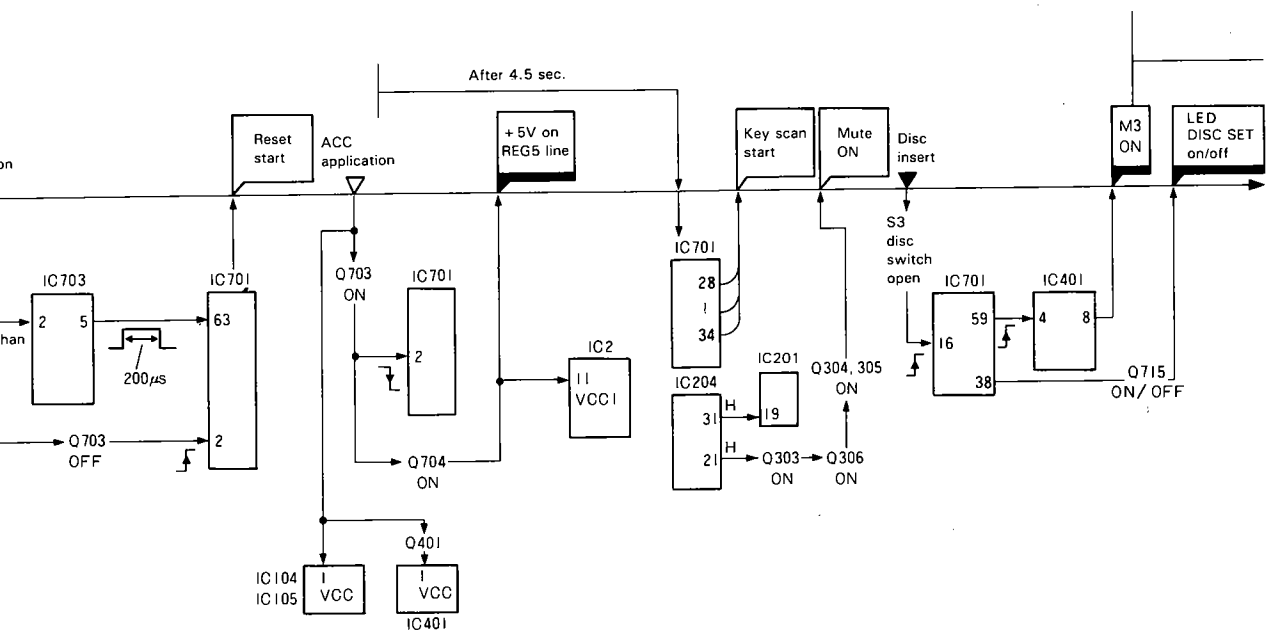 After 4.5 sec.
Reset
start
ACC
application
+5V on
REG5 line
Key scan
start
Mute
ON
Disc
insert
M3
ON
LED
DISC SET
on/off
on
IC703
2 5
han
200µs
IC701
63
2
Q703
OFF
Q703
ON
IC701
2
Q704
ON
IC2
11
VCC1
Q401
IC104
IC105
1
VCC
1
VCC
IC401
IC701
28
~
34
IC204
31
21
H
H
IC201
19
Q303
ON
Q306
ON
Q304, 305
ON
S3
disc
switch
open
IC701
59
16
38
IC401
4 8
Q715
ON/OFF